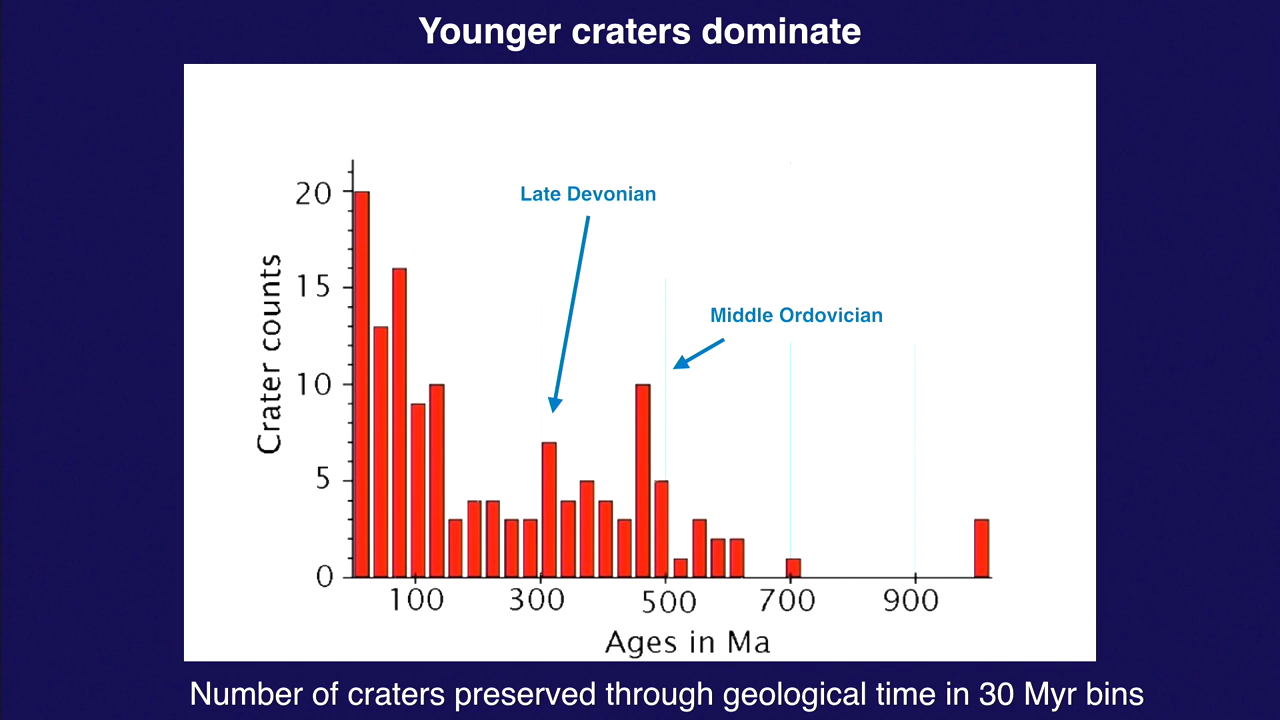 Younger craters dominate
20
15
10
5
0
Crater counts
Late Devonian
Middle Ordovician
100 300 500 700 900
Ages in Ma
Number of craters preserved through geological time in 30 Myr bins